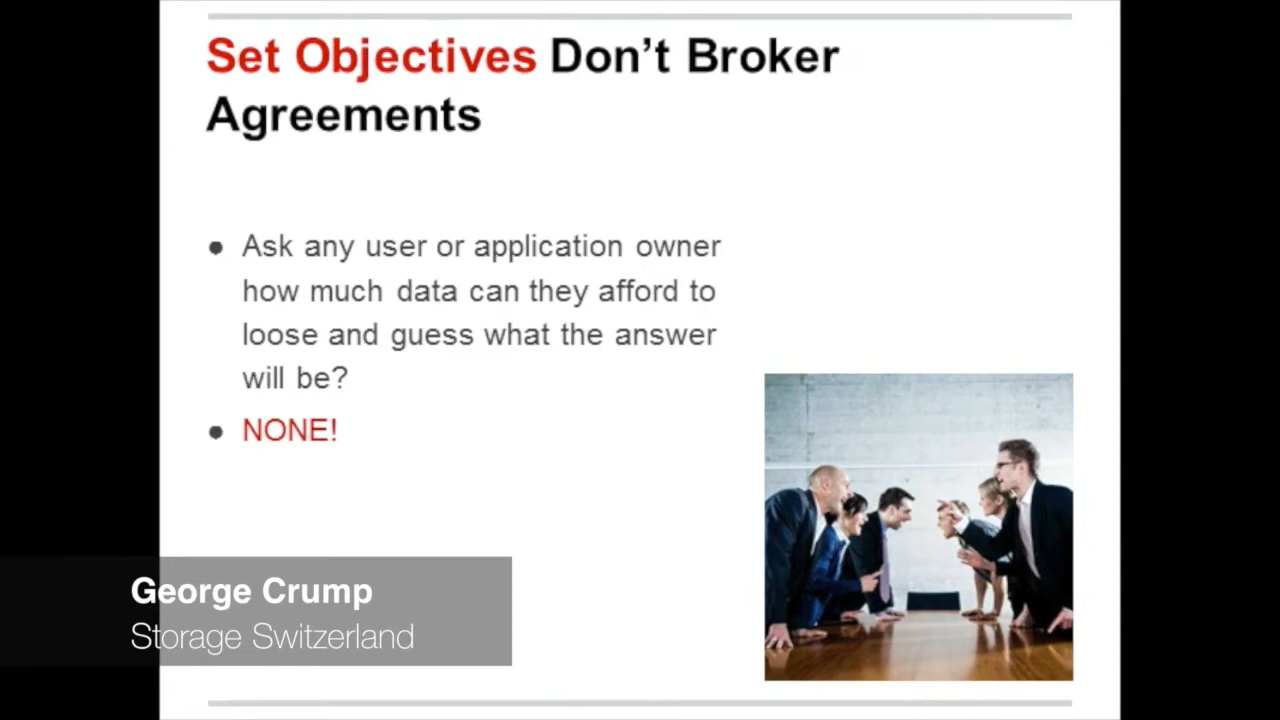 Set Objectives Don’t Broker
Agreements
● Ask any user or application owner
how much data can they afford to
loose and guess what the answer
will be?
● NONE!
George Crump
Storage Switzerland